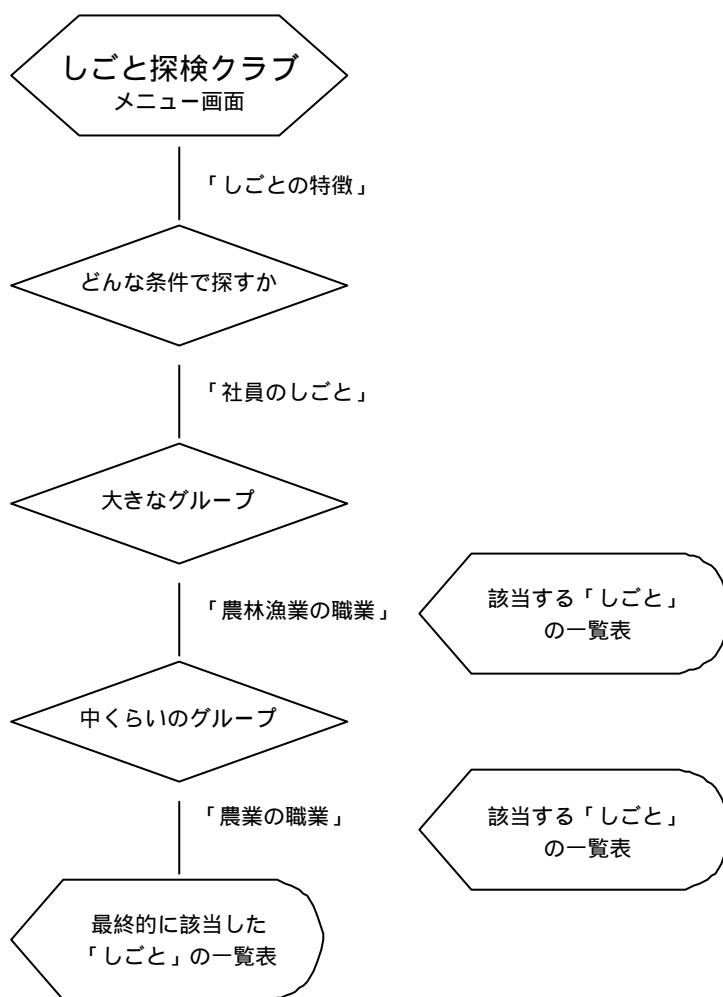 しごと探検クラブ
メニュー画面
「しごとの特徴」
どんな条件で探すか
「社員のしごと」
大きなグループ
「農林漁業の職業」
該当する「しごと」
の一覧表
中くらいのグループ
「農業の職業」
該当する「しごと」
の一覧表
最終的に該当した
「しごと」の一覧表